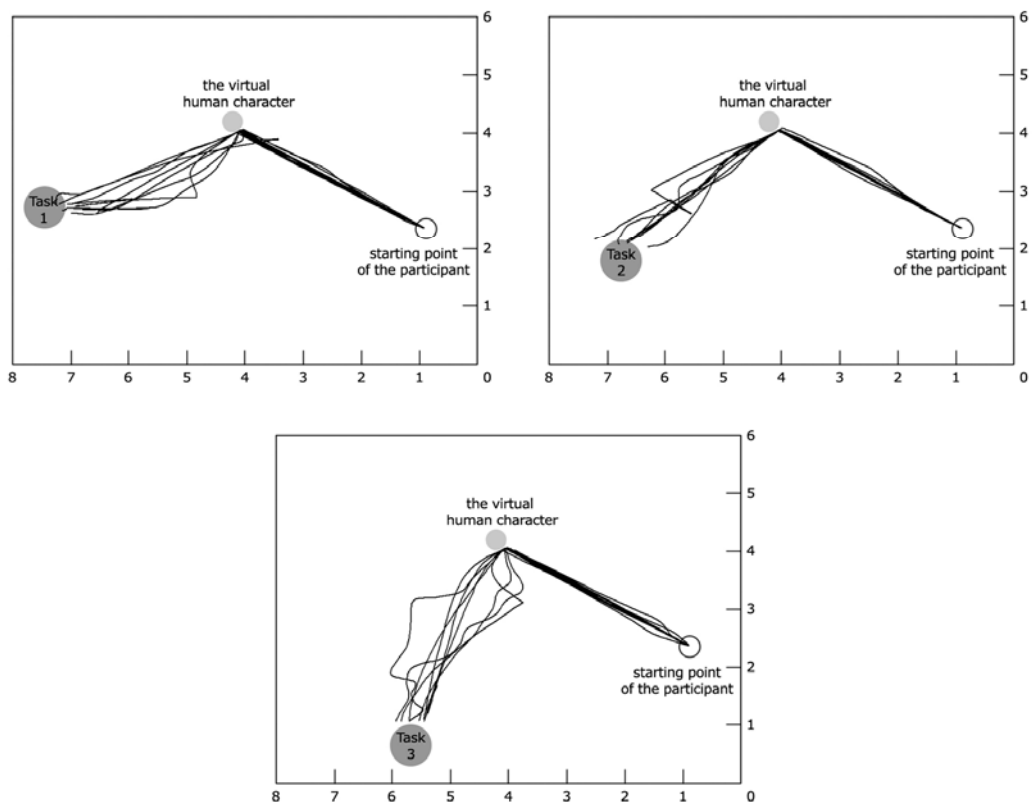 6
5
the virtual
human character
4
3
Task
1
2
starting point
of the participant
1
8 7 6 5 4 3 2 1 0
6
5
the virtual
human character
4
3
2
Task
2
starting point
of the participant
1
8 7 6 5 4 3 2 1 0
6
5
the virtual
human character
4
3
2
starting point
of the participant
1
Task
3
8 7 6 5 4 3 2 1 0